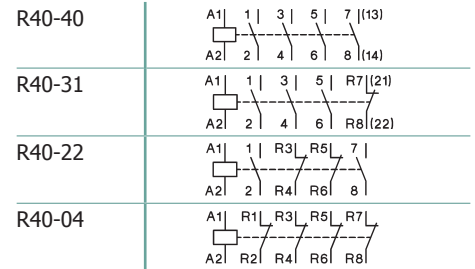 R40-40
A1 1 3 5 7 (13)
A2 2 4 6 8 (14)
R40-31
A1 1 3 5 R7 (21)
A2 2 4 6 R8 (22)
R40-22
A1 1 R3 R5 7
A2 2 R4 R6 8
R40-04
A1 R1 R3 R5 R7
A2 R2 R4 R6 R8